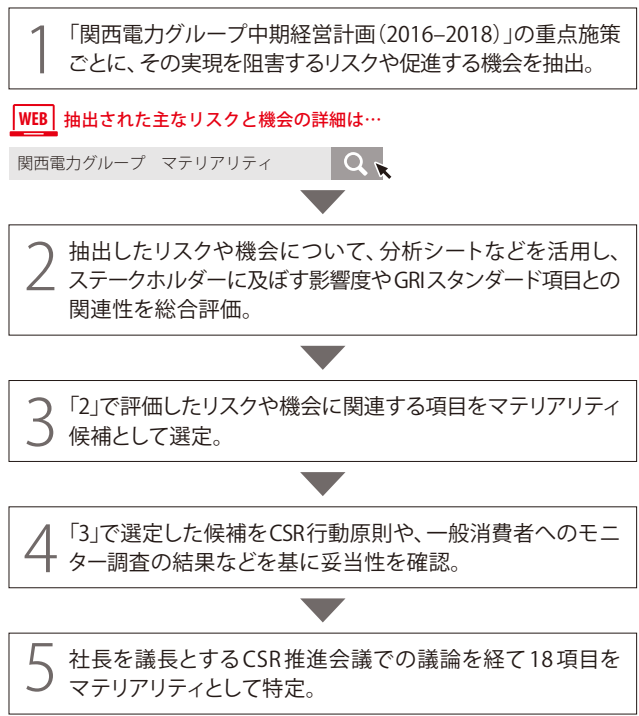 1 「関西電力グループ中期経営計画(2016–2018)」の重点施策
ごとに、その実現を阻害するリスクや促進する機会を抽出。
WEB 抽出された主なリスクと機会の詳細は…
関西電力グループ マテリアリティ
2 抽出したリスクや機会について、分析シートなどを活用し、
ステークホルダーに及ぼす影響度やGRIスタンダード項目との
関連性を総合評価。
3 「2」で評価したリスクや機会に関連する項目をマテリアリティ
候補として選定。
4 「3」で選定した候補をCSR行動原則や、一般消費者へのモニ
ター調査の結果などを基に妥当性を確認。
5 社長を議長とするCSR推進会議での議論を経て18項目を
マテリアリティとして特定。